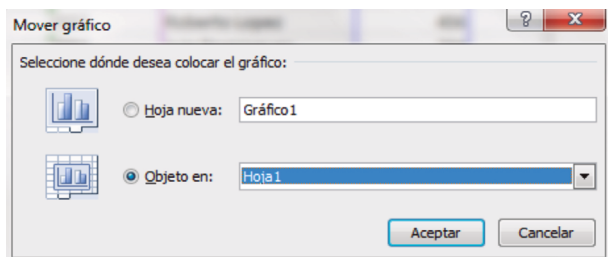 Mover gráfico
Seleccione dónde desea colocar el gráfico:
Hoja nueva: Gráfico1
Objeto en: Hoja1
Aceptar Cancelar